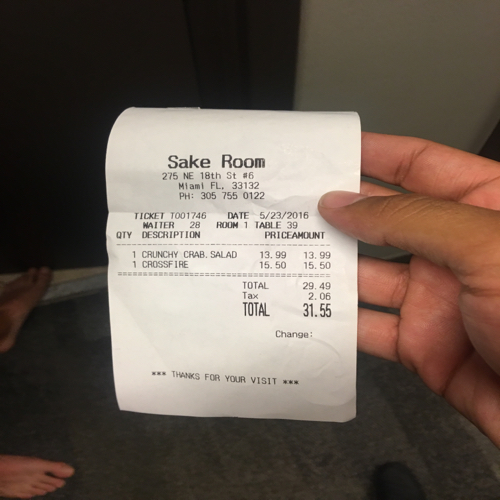 Sake Room
275 NE 18th St #6
Miami FL. 33132
PH: 305 755 0122
TICKET T001746 DATE 5/23/2016
WAITER 28 ROOM 1 TABLE 39
QTY DESCRIPTION PRICEAMOUNT
1 CRUNCHY CRAB.SALAD 13.99 13.99
1 CROSSFIRE 15.50 15.50
TOTAL 29.49
Tax 2.06
TOTAL 31.55
Change:
*** THANKS FOR YOUR VISIT ***